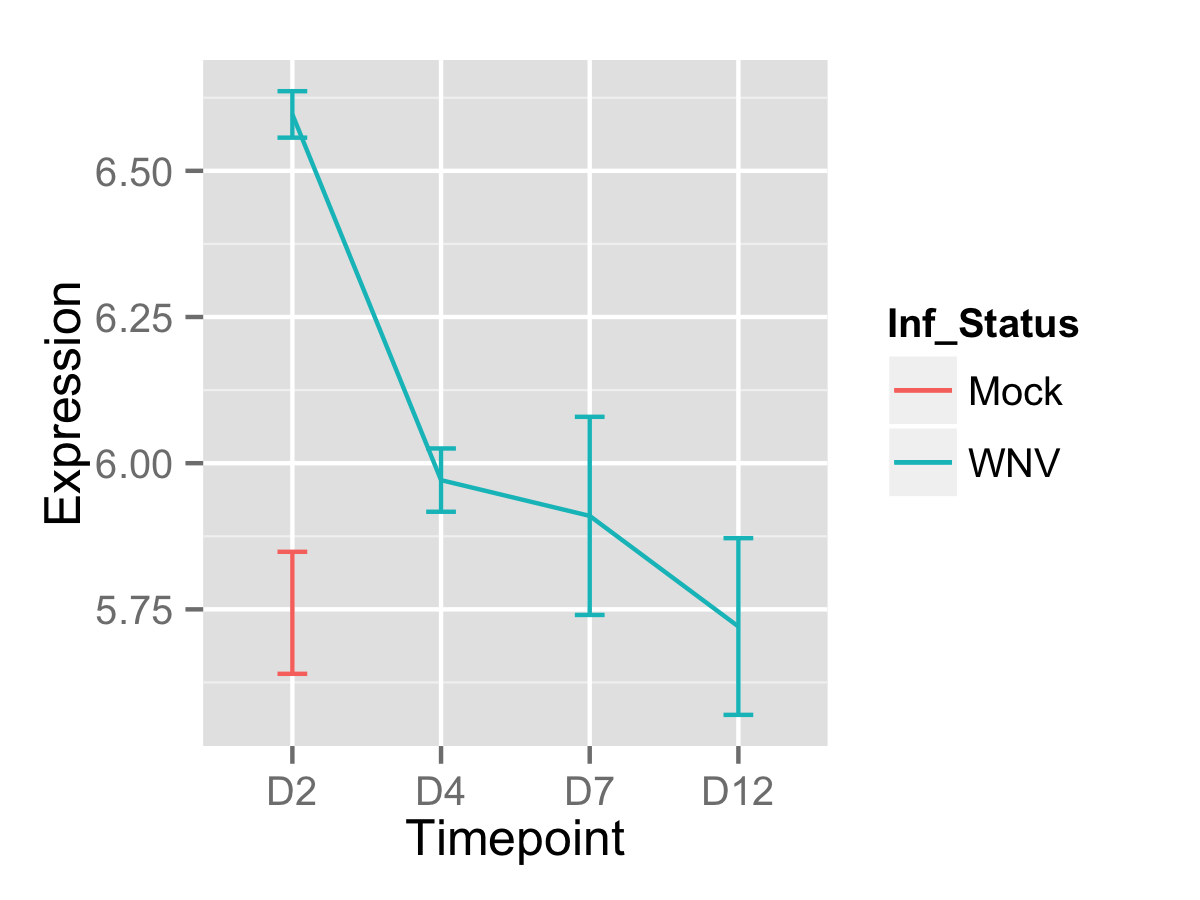 Expression
6.50
6.25
6.00
5.75
D2 D4 D7 D12
Timepoint
Inf_Status
Mock
WNV